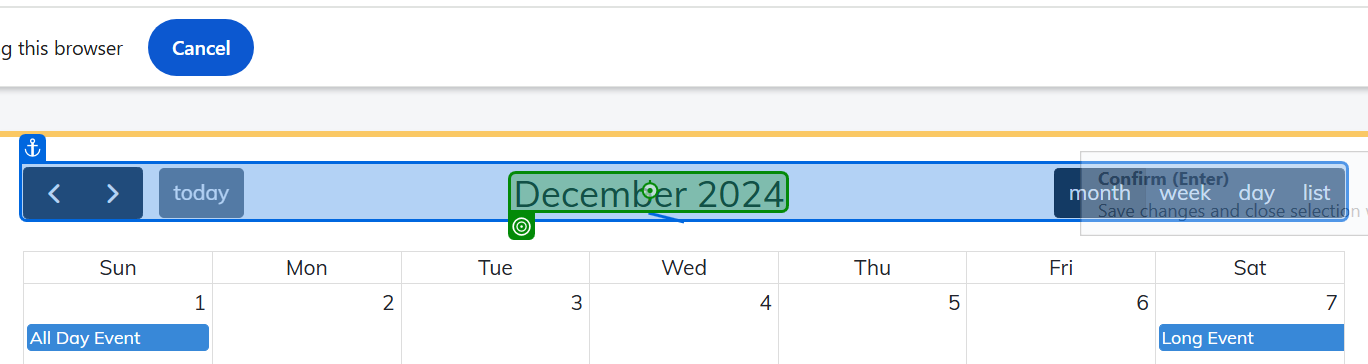 g this browser
Cancel
today
December 2024
month week day list
Confirm (Enter)
Save changes and close selection
Sun Mon Tue Wed Thu Fri Sat
1 2 3 4 5 6 7
All Day Event
Long Event